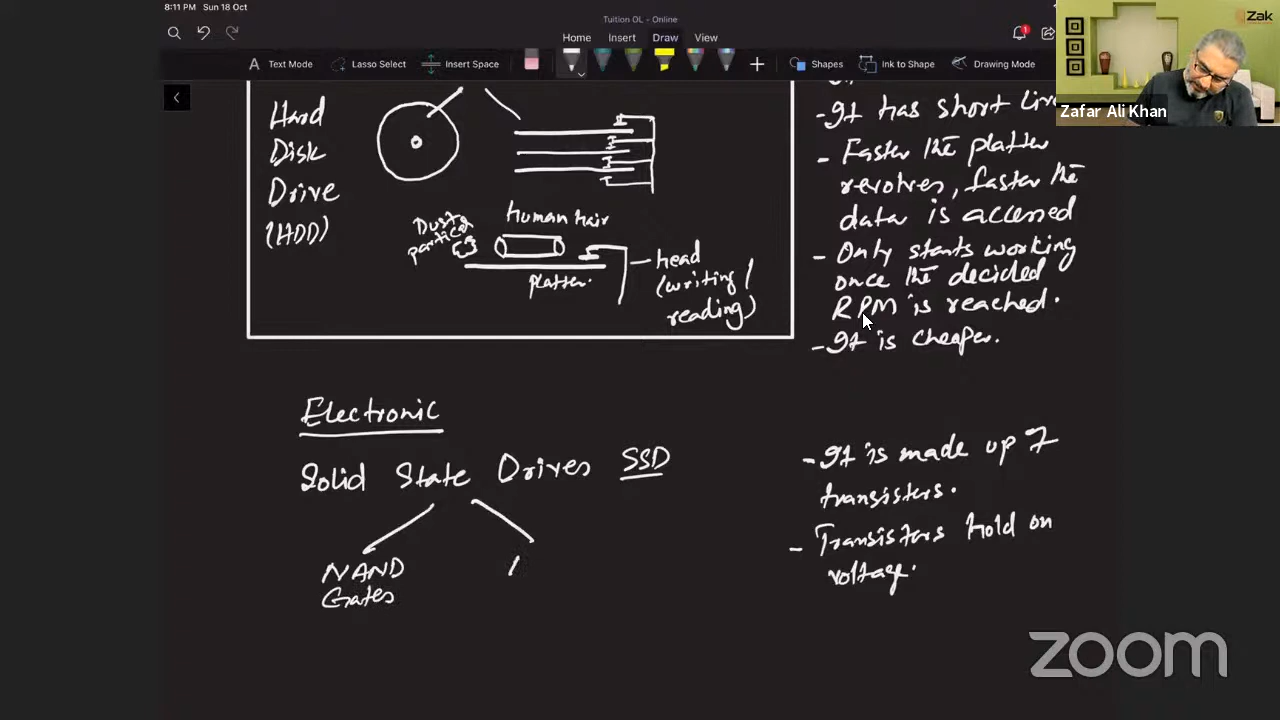 8:11 PM Sun 18 Oct
Tuition OL - Online
Home Insert Draw View
Text Mode Lasso Select Insert Space Shapes Ink to Shape Drawing Mode
Zak
Zafar Ali Khan
Hard
Disk
Drive
(HDD)
Dust
particel
Human hair
platter.
head
(writing /
reading)
- It has short
- Faster the platter
revolves, faster the
data is accessed
- Only starts working
once the decided
RPM is reached.
- It is cheaper.
Electronic
Solid State Drives SSD
NAND
Gates
- It is made up of
transisters.
- Transistors hold on
voltage.
zoom